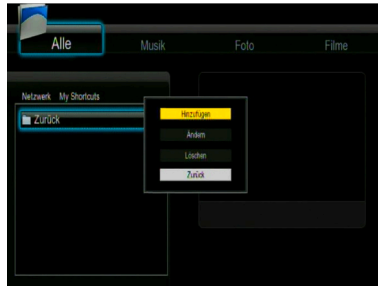 Alle Musik Foto Filme
Netzwerk My Shortcuts
Zurück
Hinzufügen
Ändern
Löschen
Zurück